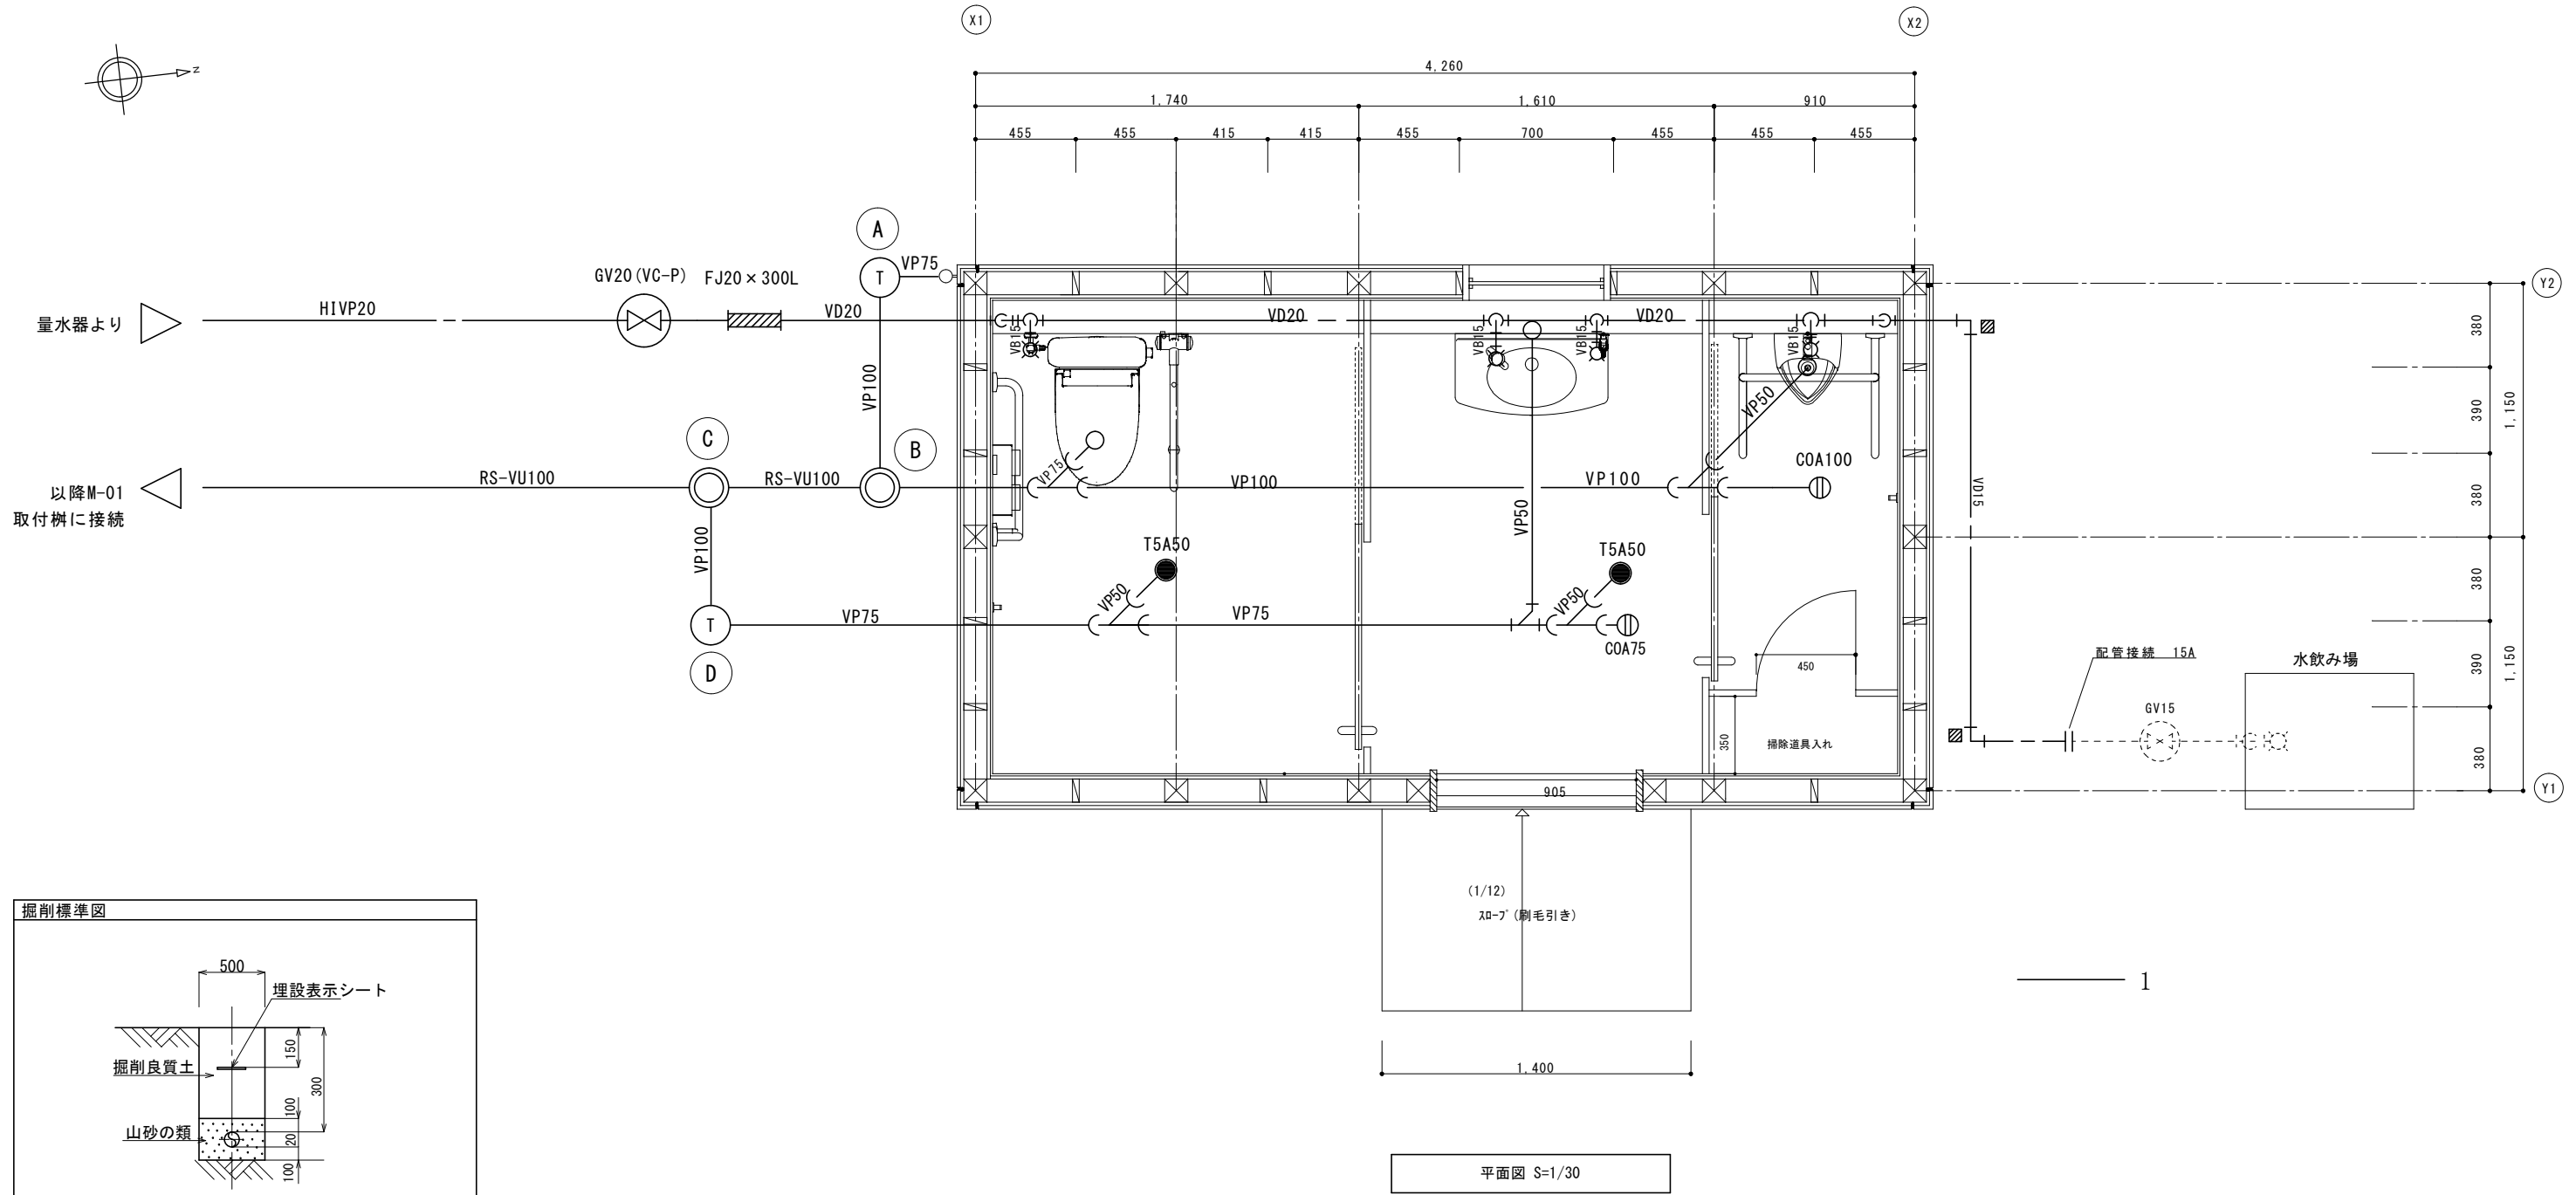 X1
X2
N
4,260
1,740
1,610
910
455
455
415
415
455
700
455
455
455
A
T
VP75
GV20(VC-P)
FJ20×300L
Y2
量水器より
HIVP20
VD20
VD20
VD20
VB15
VB15
VB15
VB15
380
VP100
VP50
390
1,150
C
B
COA100
以降M-01
取付桝に接続
RS-VU100
RS-VU100
VP75
VP100
VP100
VP50
VD15
380
VP100
T5A50
T5A50
380
VP50
VP50
T
VP75
VP75
COA75
D
450
配管接続 15A
水飲み場
390
1,150
GV15
350
掃除道具入れ
380
905
Y1
(1/12)
スロープ(刷毛引き)
掘削標準図
500
埋設表示シート
1
150
掘削良質土
300
1,400
100
山砂の類
20
100
平面図 S=1/30